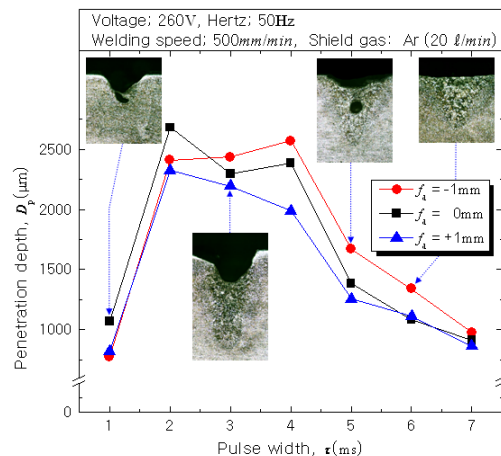 Voltage; 260V, Hertz; 50Hz
Welding speed; 500mm/min, Shield gas; Ar (20 ℓ/min)
2500
2000
1500
1000
0
Penetration depth, Dp(μm)
fd = -1mm
fd = 0mm
fd = +1mm
1 2 3 4 5 6 7
Pulse width, τ(ms)